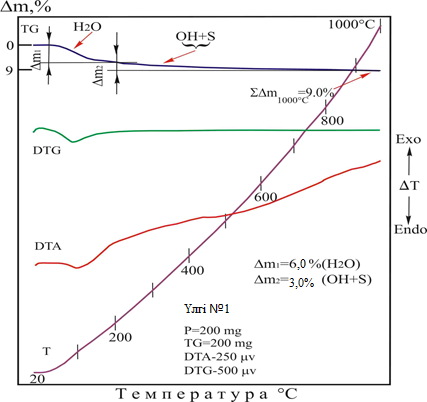 Δm,%
TG
H2O
1000°C
0
Δm1
Δm2
OH+S
9
ΣΔm1000°C=9.0%
800
DTG
Exo
ΔT
Endo
600
DTA
400
Δm1=6,0 %(H2O)
Δm2=3,0% (OH+S)
Үлгі №1
200
P=200 mg
TG=200 mg
DTA-250 μv
DTG-500 μv
T
20
Температура °C